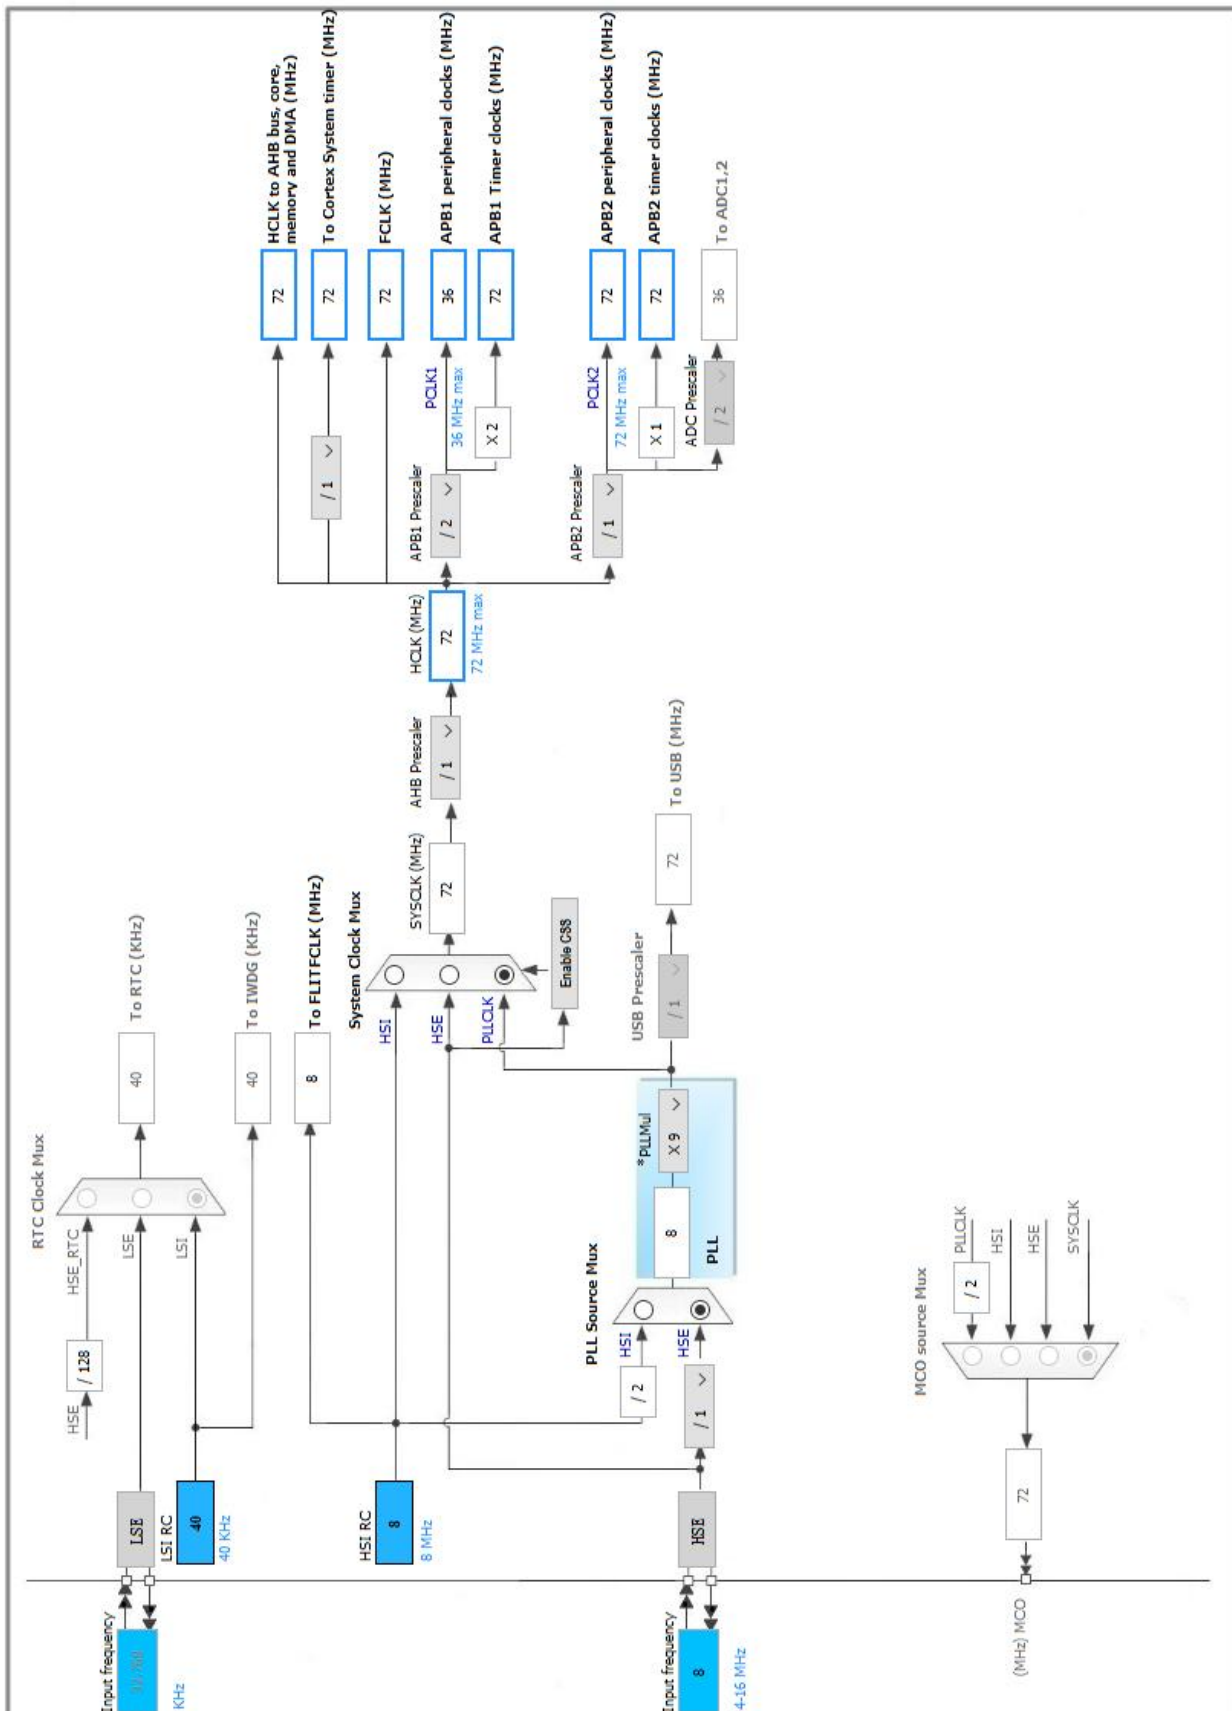 RTC Clock Mux
HSE
/ 128
HSE_RTC
LSE
LSI
40
To RTC (KHz)
Input frequency
KHz
LSE
LSI RC
40
40 KHz
40
To IWDG (KHz)
8
To FLITFCLK (MHz)
HSI RC
8
8 MHz
System Clock Mux
HSI
HSE
PLLCLK
Enable CSS
SYSCLK (MHz)
72
AHB Prescaler
/ 1
HCLK (MHz)
72
72 MHz max
72
HCLK to AHB bus, core,
memory and DMA (MHz)
/ 1
72
To Cortex System timer (MHz)
72
FCLK (MHz)
APB1 Prescaler
/ 2
PCLK1
36 MHz max
36
APB1 peripheral clocks (MHz)
X 2
72
APB1 Timer clocks (MHz)
APB2 Prescaler
/ 1
PCLK2
72 MHz max
72
APB2 peripheral clocks (MHz)
X 1
72
APB2 timer clocks (MHz)
ADC Prescaler
/ 2
36
To ADC1,2
PLL Source Mux
/ 2
HSI
HSE
/ 1
Input frequency
8
4-16 MHz
HSE
8
*PLLMul
X 9
PLL
USB Prescaler
/ 1
72
To USB (MHz)
MCO source Mux
/ 2
PLLCLK
HSI
HSE
SYSCLK
72
(MHz) MCO